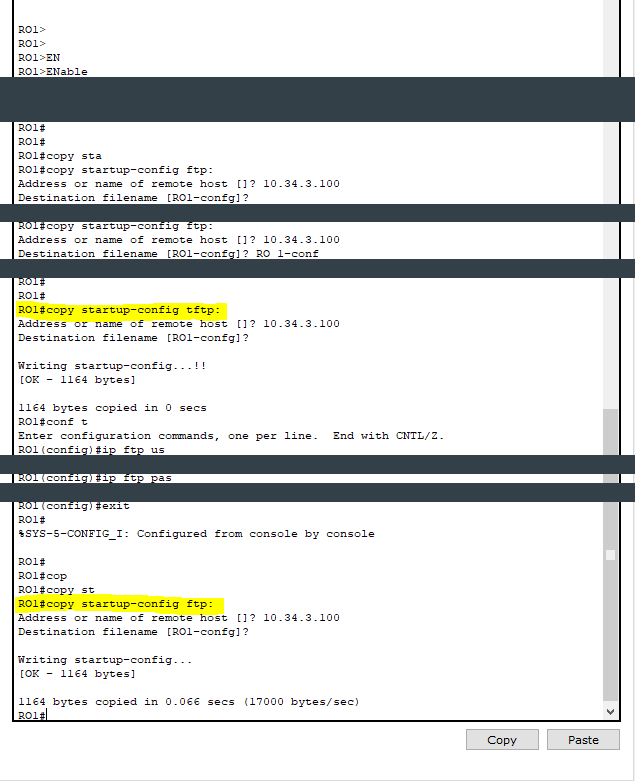 RO1>
RO1>
RO1>EN
RO1>ENable
RO1#
RO1#
RO1#copy sta
RO1#copy startup-config ftp:
Address or name of remote host []? 10.34.3.100
Destination filename [RO1-confg]?
RO1#copy startup-config ftp:
Address or name of remote host []? 10.34.3.100
Destination filename [RO1-confg]? RO 1-conf
RO1#
RO1#
RO1#copy startup-config tftp:
Address or name of remote host []? 10.34.3.100
Destination filename [RO1-confg]?
Writing startup-config...!!
[OK - 1164 bytes]
1164 bytes copied in 0 secs
RO1#conf t
Enter configuration commands, one per line.  End with CNTL/Z.
RO1(config)#ip ftp us
RO1(config)#ip ftp pas
RO1(config)#exit
RO1#
%SYS-5-CONFIG_I: Configured from console by console
RO1#
RO1#cop
RO1#copy st
RO1#copy startup-config ftp:
Address or name of remote host []? 10.34.3.100
Destination filename [RO1-confg]?
Writing startup-config...
[OK - 1164 bytes]
1164 bytes copied in 0.066 secs (17000 bytes/sec)
RO1#
Copy Paste